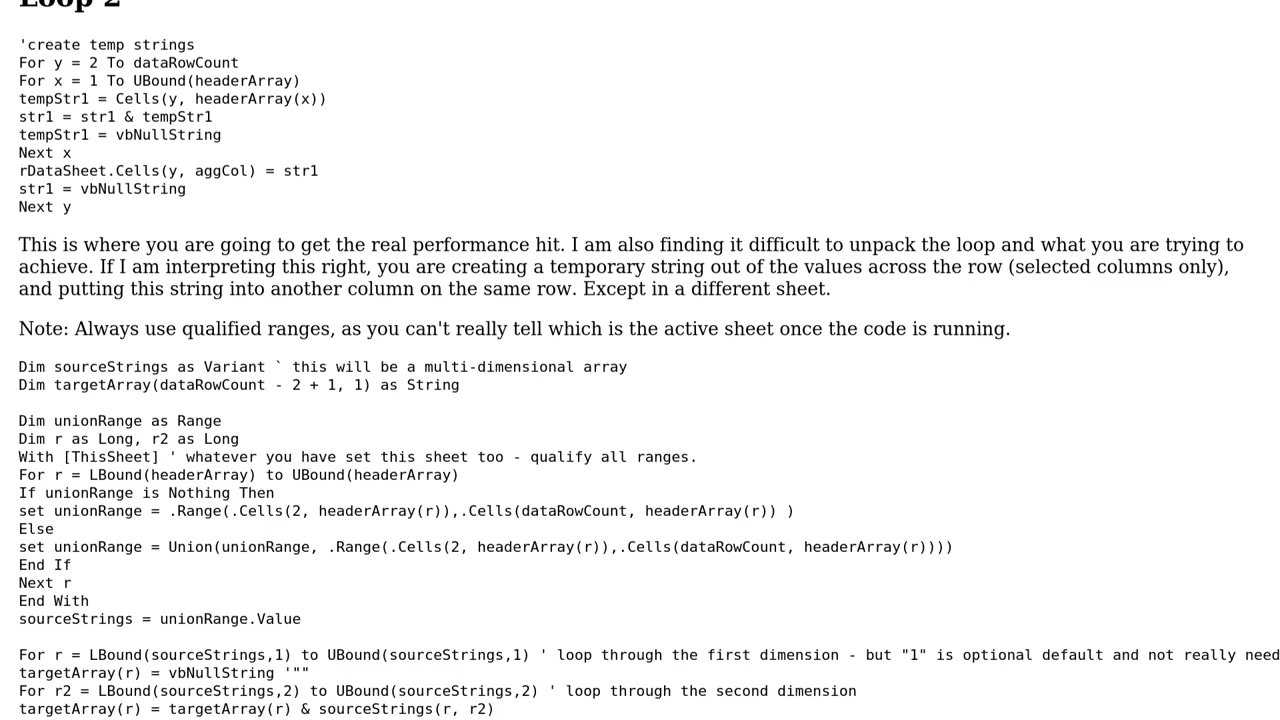 Loop 2
'create temp strings
For y = 2 To dataRowCount
For x = 1 To UBound(headerArray)
tempStr1 = Cells(y, headerArray(x))
str1 = str1 & tempStr1
tempStr1 = vbNullString
Next x
rDataSheet.Cells(y, aggCol) = str1
str1 = vbNullString
Next y
This is where you are going to get the real performance hit. I am also finding it difficult to unpack the loop and what you are trying to
achieve. If I am interpreting this right, you are creating a temporary string out of the values across the row (selected columns only),
and putting this string into another column on the same row. Except in a different sheet.
Note: Always use qualified ranges, as you can't really tell which is the active sheet once the code is running.
Dim sourceStrings as Variant ` this will be a multi-dimensional array
Dim targetArray(dataRowCount - 2 + 1, 1) as String
Dim unionRange as Range
Dim r as Long, r2 as Long
With [ThisSheet] ' whatever you have set this sheet too - qualify all ranges.
For r = LBound(headerArray) to UBound(headerArray)
If unionRange is Nothing Then
set unionRange = .Range(.Cells(2, headerArray(r)),.Cells(dataRowCount, headerArray(r)) )
Else
set unionRange = Union(unionRange, .Range(.Cells(2, headerArray(r)),.Cells(dataRowCount, headerArray(r))))
End If
Next r
End With
sourceStrings = unionRange.Value
For r = LBound(sourceStrings,1) to UBound(sourceStrings,1) ' loop through the first dimension - but "1" is optional default and not really need
targetArray(r) = vbNullString '""
For r2 = LBound(sourceStrings,2) to UBound(sourceStrings,2) ' loop through the second dimension
targetArray(r) = targetArray(r) & sourceStrings(r, r2)